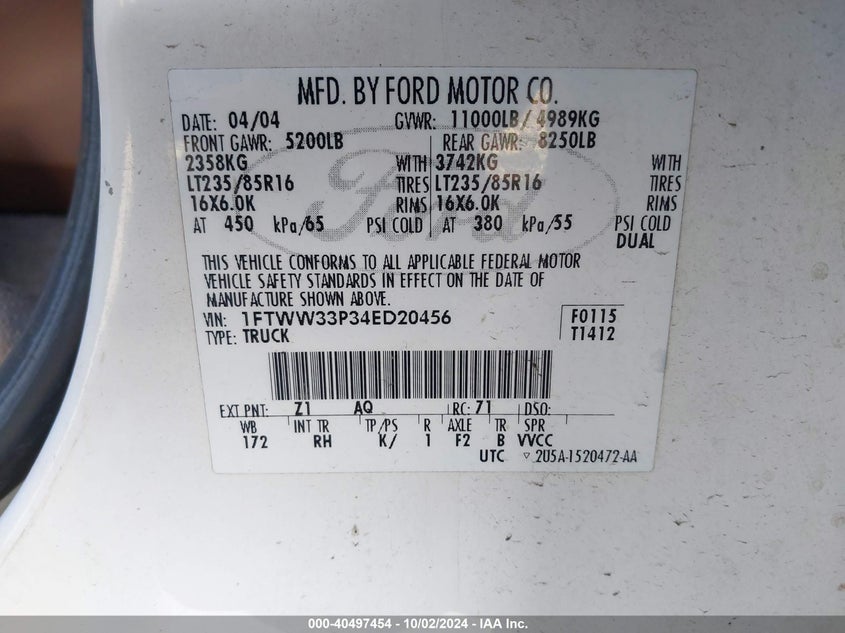 MFD. BY FORD MOTOR CO.
DATE: 04/04 GVWR: 11000LB / 4989KG
FRONT GAWR: 5200LB REAR GAWR: 8250LB
2358KG WITH 3742KG WITH
LT235/85R16 TIRES LT235/85R16 TIRES
16X6.0K RIMS 16X6.0K RIMS
AT 450 kPa/65 PSI COLD AT 380 kPa/55 PSI COLD
DUAL
Ford
THIS VEHICLE CONFORMS TO ALL APPLICABLE FEDERAL MOTOR
VEHICLE SAFETY STANDARDS IN EFFECT ON THE DATE OF
MANUFACTURE SHOWN ABOVE.
VIN: 1FTWW33P34ED20456 F0115
TYPE: TRUCK T1412
EXT PNT: Z1 AQ RC: 71 DSO:
WB INT TR TP/PS R AXLE TR SPR
172 RH K/ 1 F2 B VVCC
UTC ▽ 2U5A-1520472-AA
000-40497454 - 10/02/2024 - IAA Inc.